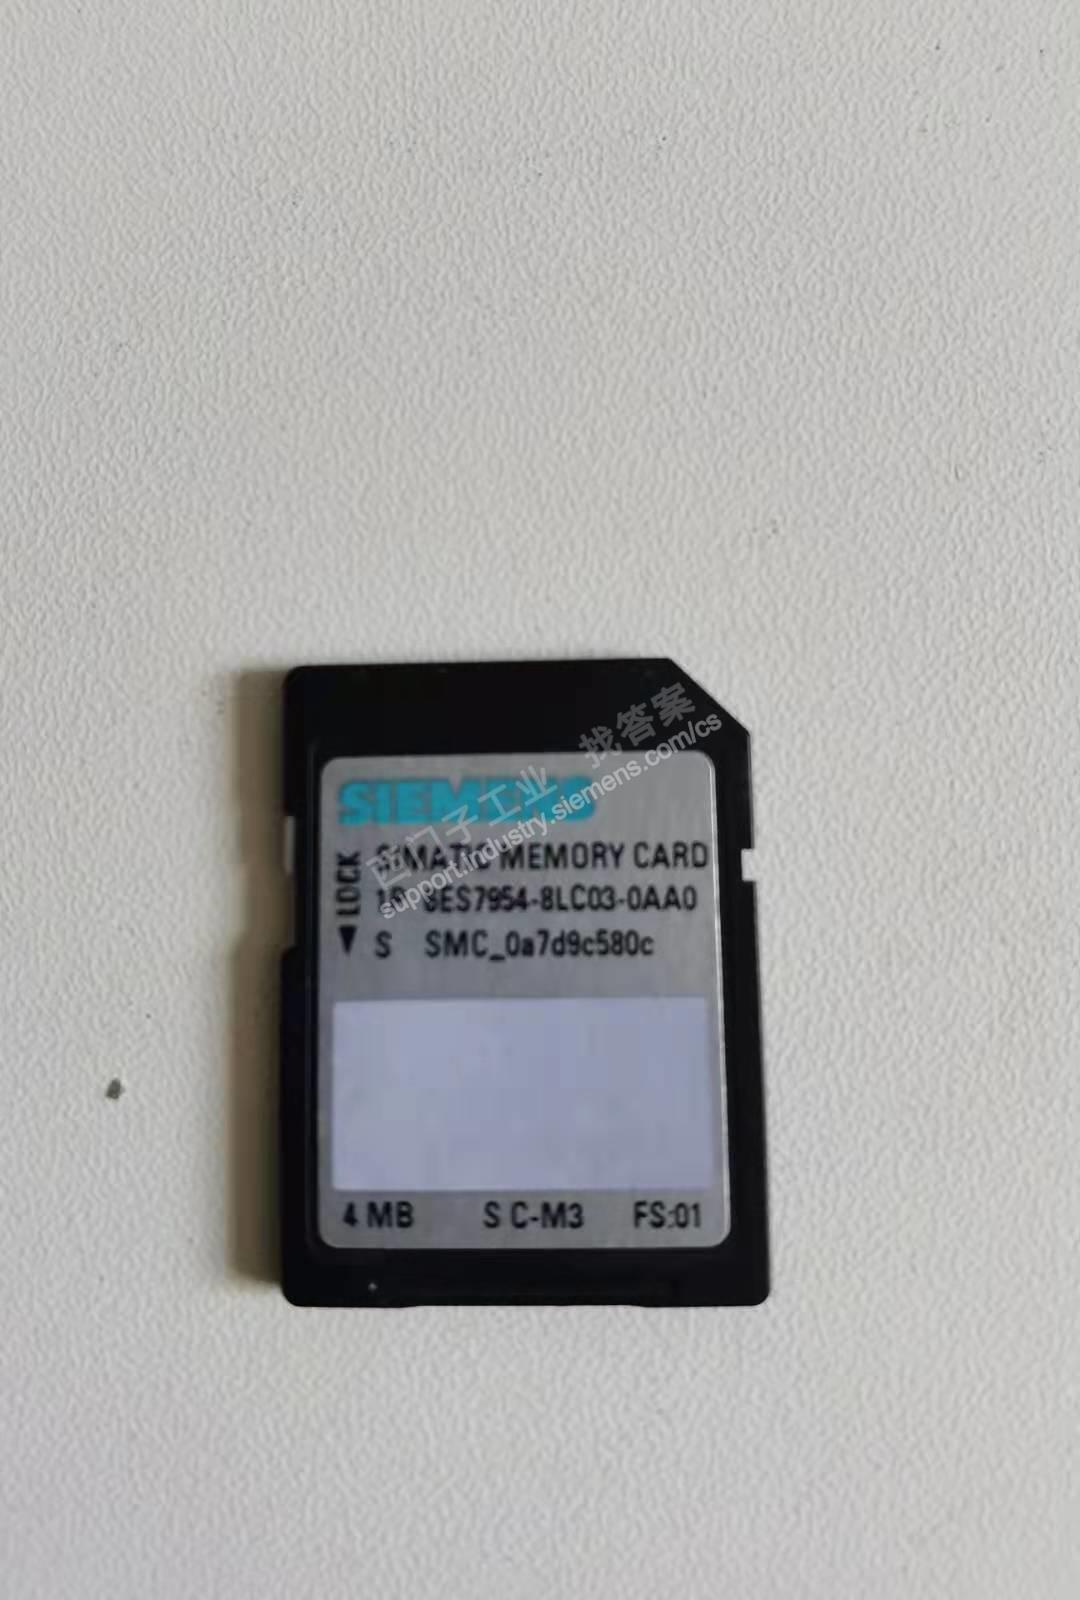 SIEMENS
SIMATIC MEMORY CARD
LOCK
1P 6ES7954-8LC03-0AA0
S SMC_0a7d9c580c
4 MB S C-M3 FS:01
西门子工业 找答案
support.industry.siemens.com/cs